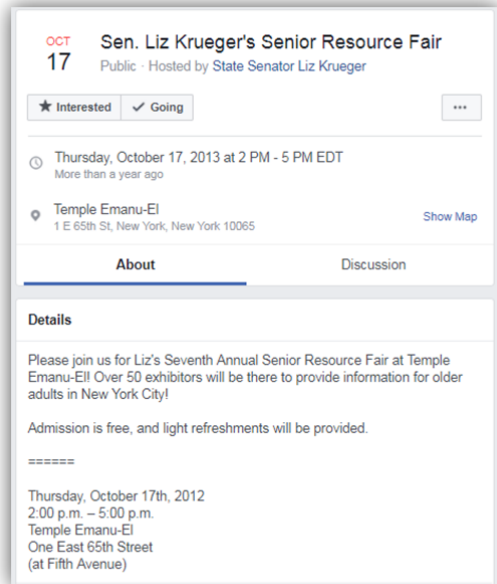 OCT
17
Sen. Liz Krueger's Senior Resource Fair
Public · Hosted by State Senator Liz Krueger
★ Interested
✓ Going
...
Thursday, October 17, 2013 at 2 PM - 5 PM EDT
More than a year ago
Temple Emanu-El
1 E 65th St, New York, New York 10065
Show Map
About
Discussion
Details
Please join us for Liz's Seventh Annual Senior Resource Fair at Temple
Emanu-El! Over 50 exhibitors will be there to provide information for older
adults in New York City!
Admission is free, and light refreshments will be provided.
======
Thursday, October 17th, 2012
2:00 p.m. – 5:00 p.m.
Temple Emanu-El
One East 65th Street
(at Fifth Avenue)